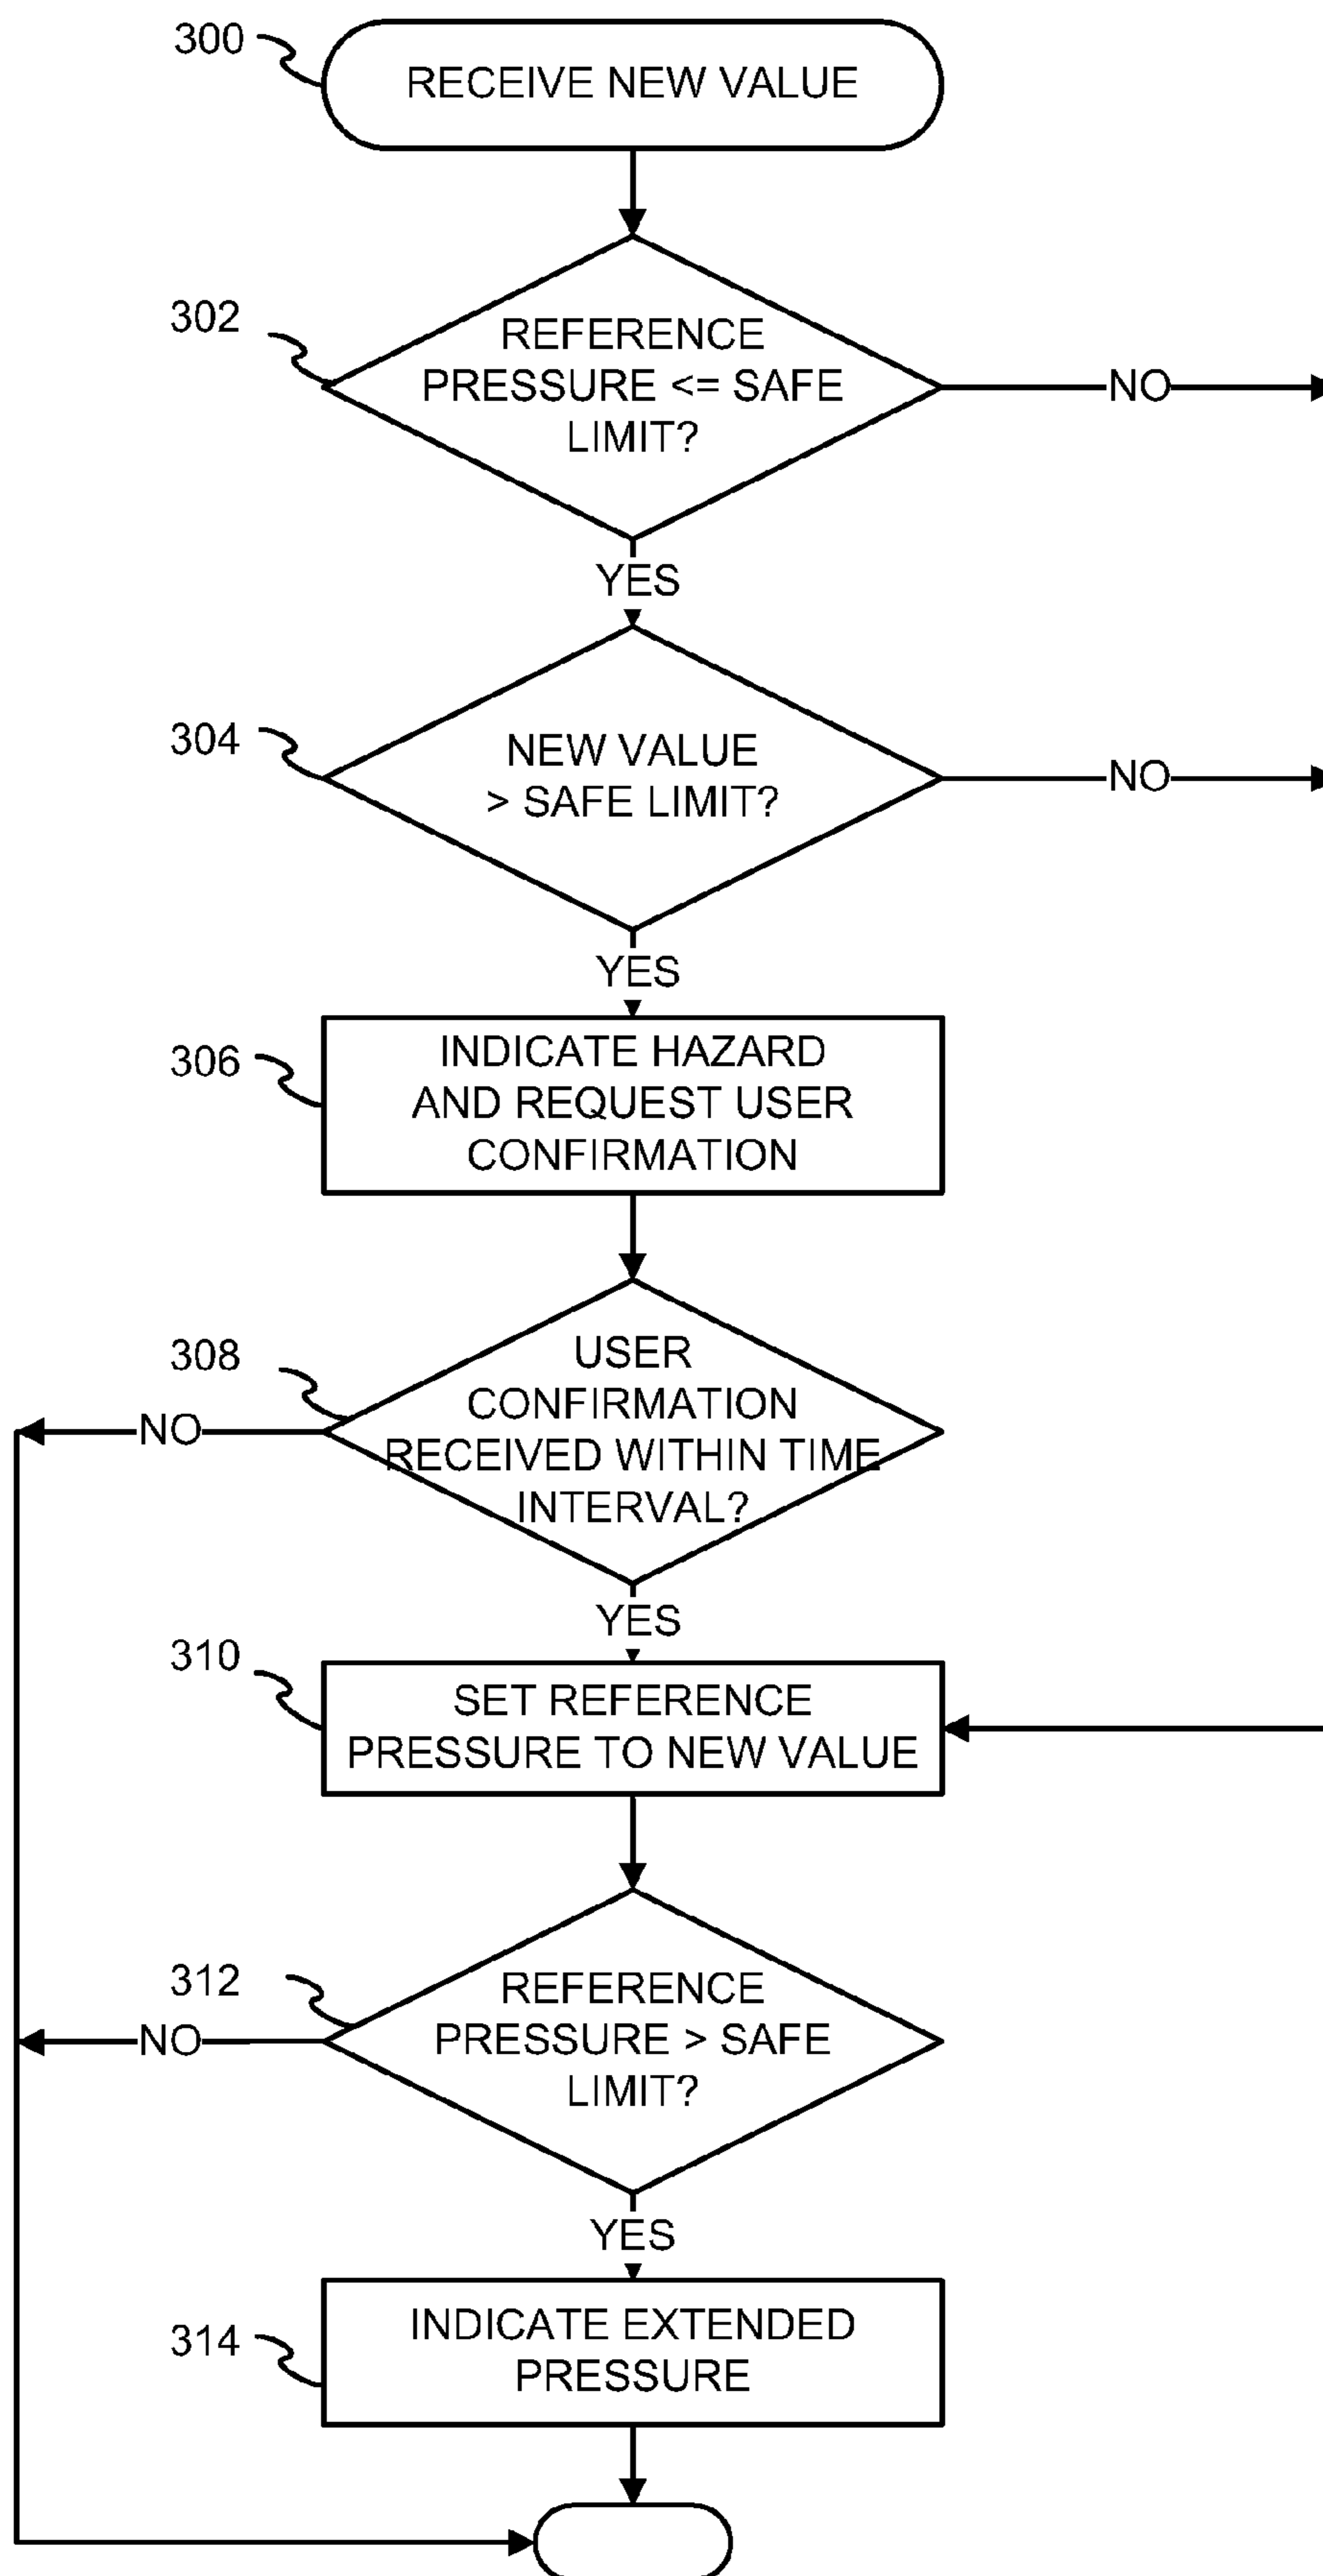 300
RECEIVE NEW VALUE
302
REFERENCE
PRESSURE <= SAFE
LIMIT?
NO
YES
304
NEW VALUE
> SAFE LIMIT?
NO
YES
306
INDICATE HAZARD
AND REQUEST USER
CONFIRMATION
308
USER
CONFIRMATION
RECEIVED WITHIN TIME
INTERVAL?
NO
YES
310
SET REFERENCE
PRESSURE TO NEW VALUE
312
REFERENCE
PRESSURE > SAFE
LIMIT?
NO
YES
314
INDICATE EXTENDED
PRESSURE